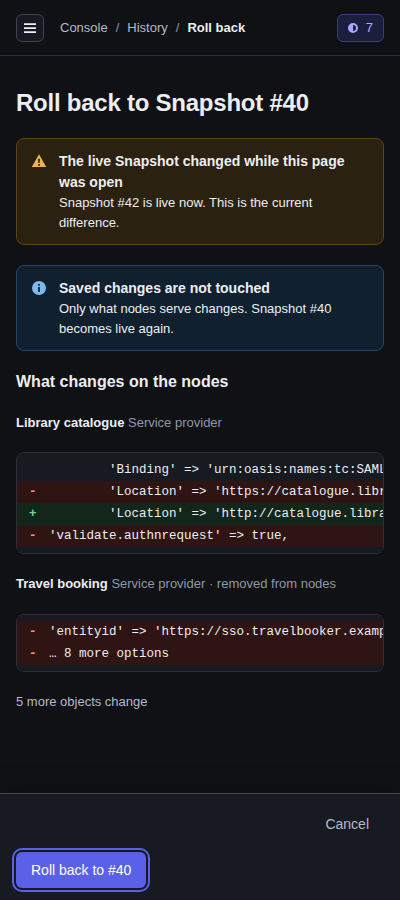 Console / History / Roll back
7
Roll back to Snapshot #40
The live Snapshot changed while this page
was open
Snapshot #42 is live now. This is the current
difference.
Saved changes are not touched
Only what nodes serve changes. Snapshot #40
becomes live again.
What changes on the nodes
Library catalogue Service provider
'Binding' => 'urn:oasis:names:tc:SAML
- 'Location' => 'https://catalogue.libr
+ 'Location' => 'http://catalogue.libra
- 'validate.authnrequest' => true,
Travel booking Service provider · removed from nodes
- 'entityid' => 'https://sso.travelbooker.examp
- … 8 more options
5 more objects change
Cancel
Roll back to #40